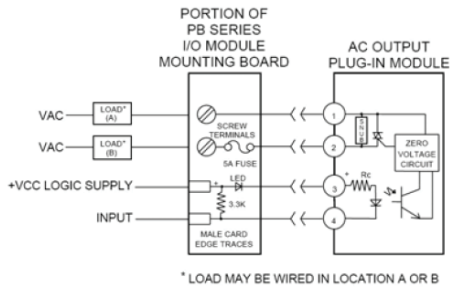 PORTION OF
PB SERIES
I/O MODULE
MOUNTING BOARD
AC OUTPUT
PLUG-IN MODULE
VAC
LOAD*
(A)
1
SCREW
TERMINALS
SNUB
VAC
LOAD*
(B)
2
5A FUSE
ZERO
VOLTAGE
CIRCUIT
+VCC LOGIC SUPPLY
+
LED
3
+
Rc
3.3K
INPUT
4
MALE CARD
EDGE TRACES
* LOAD MAY BE WIRED IN LOCATION A OR B